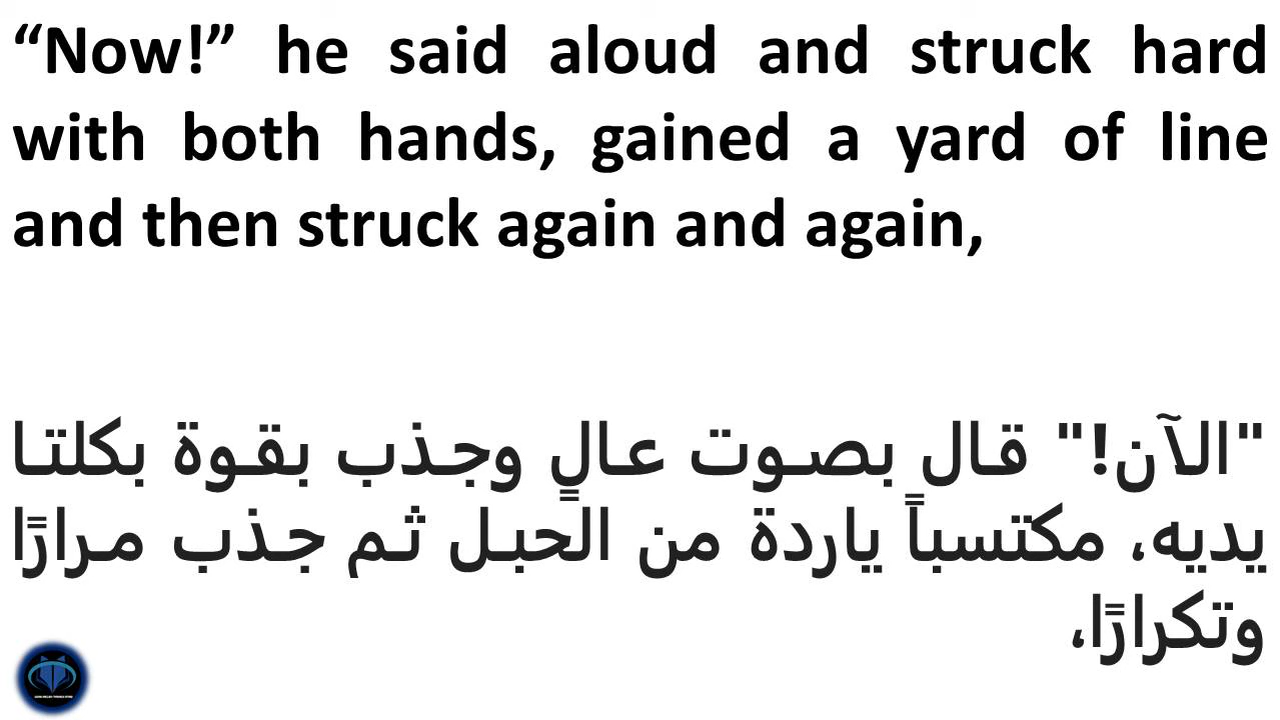 “Now!” he said aloud and struck hard
with both hands, gained a yard of line
and then struck again and again,
"الآن!" قال بصوت عالٍ وجذب بقوة بكلتا
يديه، مكتسباً ياردة من الحبل ثم جذب مرارًا
وتكرارًا،